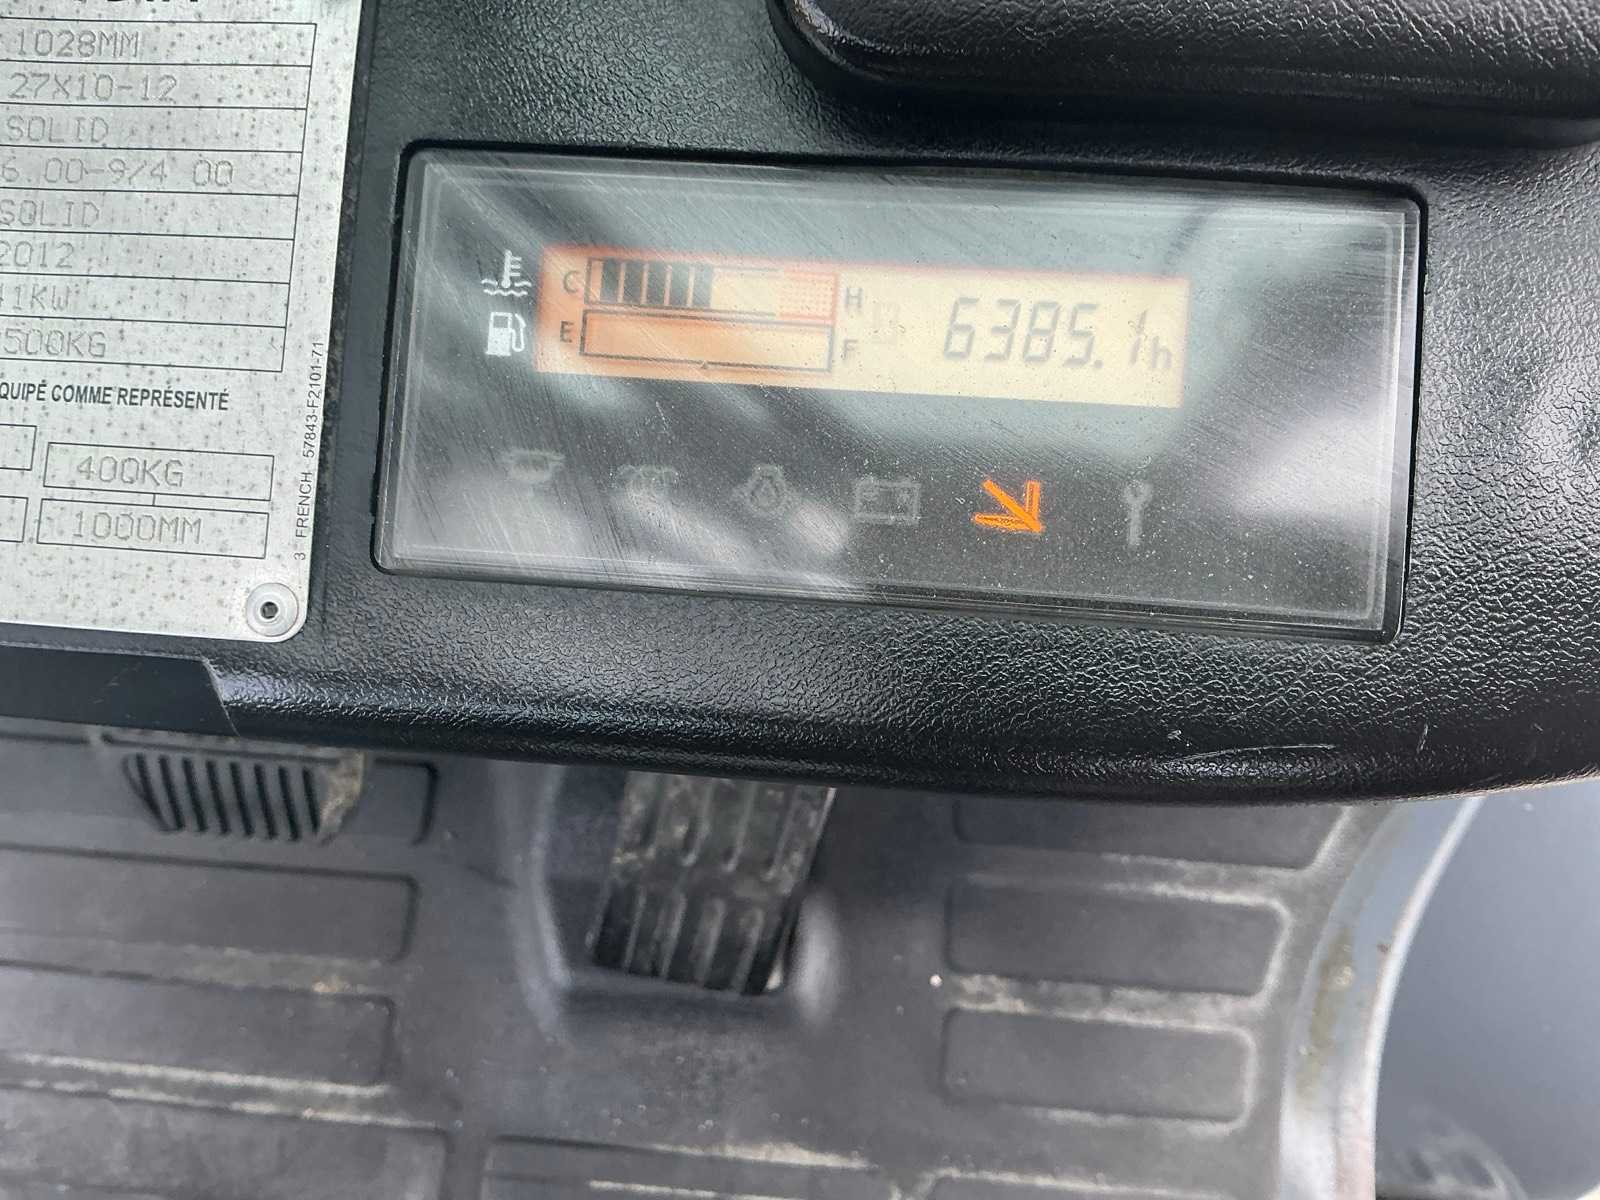 1028MM
27X10-12
SOLID
6.00-9/4 00
SOLID
2012
41KW
500KG
QUIPÉ COMME REPRÉSENTÉ
400KG
1000MM
3 FRENCH 57843-F2101-71
C H
E F
6385.1h